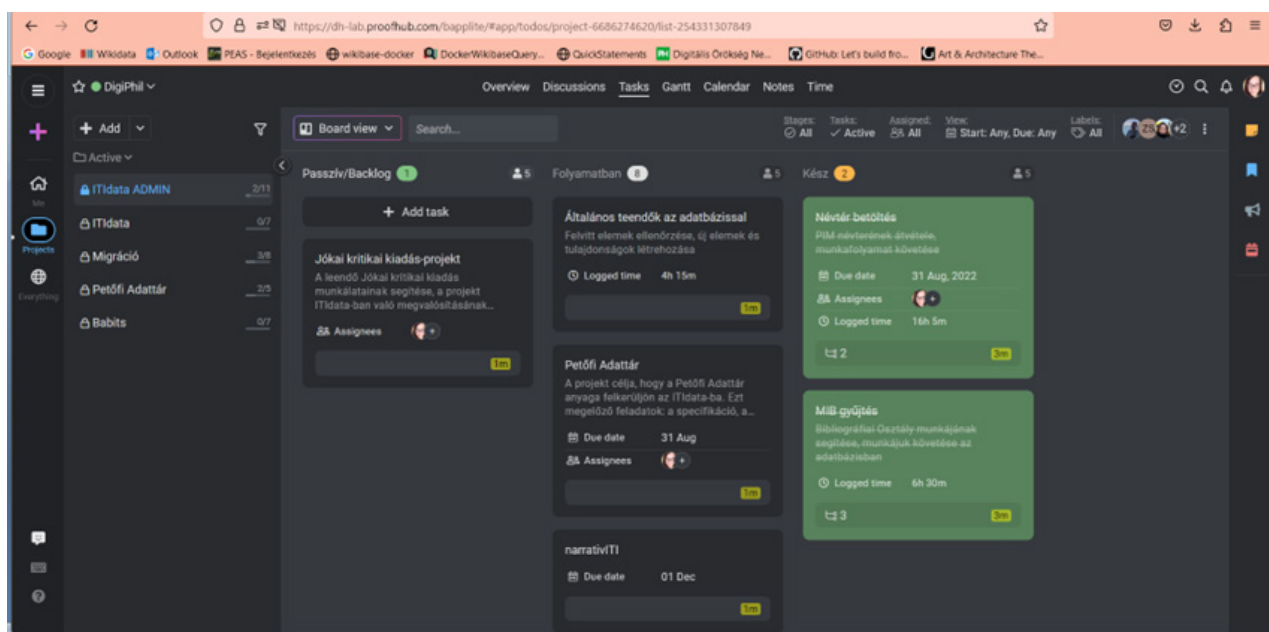 https://dh-lab.proofhub.com/bapplite/#app/todos/project-6686274620/list-254331307849
Google Wikidata Outlook PEAS - Bejelentkezés wikibase-docker DockerWikibaseQuery... QuickStatements Digitális Örökség Ne... GitHub: Let's build fro... Art & Architecture The...
DigiPhil
Overview Discussions Tasks Gantt Calendar Notes Time
Add
Active
ITIdata ADMIN 2/11
ITIdata 0/7
Migráció 3/8
Petőfi Adattár 2/5
Babits 0/7
Me
Projects
Everything
Board view Search...
Stages: All Tasks: Active Assigned: All View: Start: Any, Due: Any Labels: All
ZS +2
Passzív/Backlog 1 5
+ Add task
Jókai kritikai kiadás-projekt
A leendő Jókai kritikai kiadás
munkálatainak segítése, a projekt
ITIdata-ban való megvalósításának...
Assignees
1m
Folyamatban 8 5
Általános teendők az adatbázissal
Felvitt elemek ellenőrzése, új elemek és
tulajdonságok létrehozása
Logged time 4h 15m
1m
Petőfi Adattár
A projekt célja, hogy a Petőfi Adattár
anyaga felkerüljön az ITIdata-ba. Ezt
megelőző feladatok: a specifikáció, a...
Due date 31 Aug
Assignees
1m
narratívITI
Due date 01 Dec
1m
Kész 2 5
Névtér betöltés
PIM névterének átvétele,
munkafolyamat követése
Due date 31 Aug, 2022
Assignees
Logged time 16h 5m
2 3m
MIB gyűjtés
Bibliográfiai Osztály munkájának
segítése, munkájuk követése az
adatbázisban
Logged time 6h 30m
3 3m